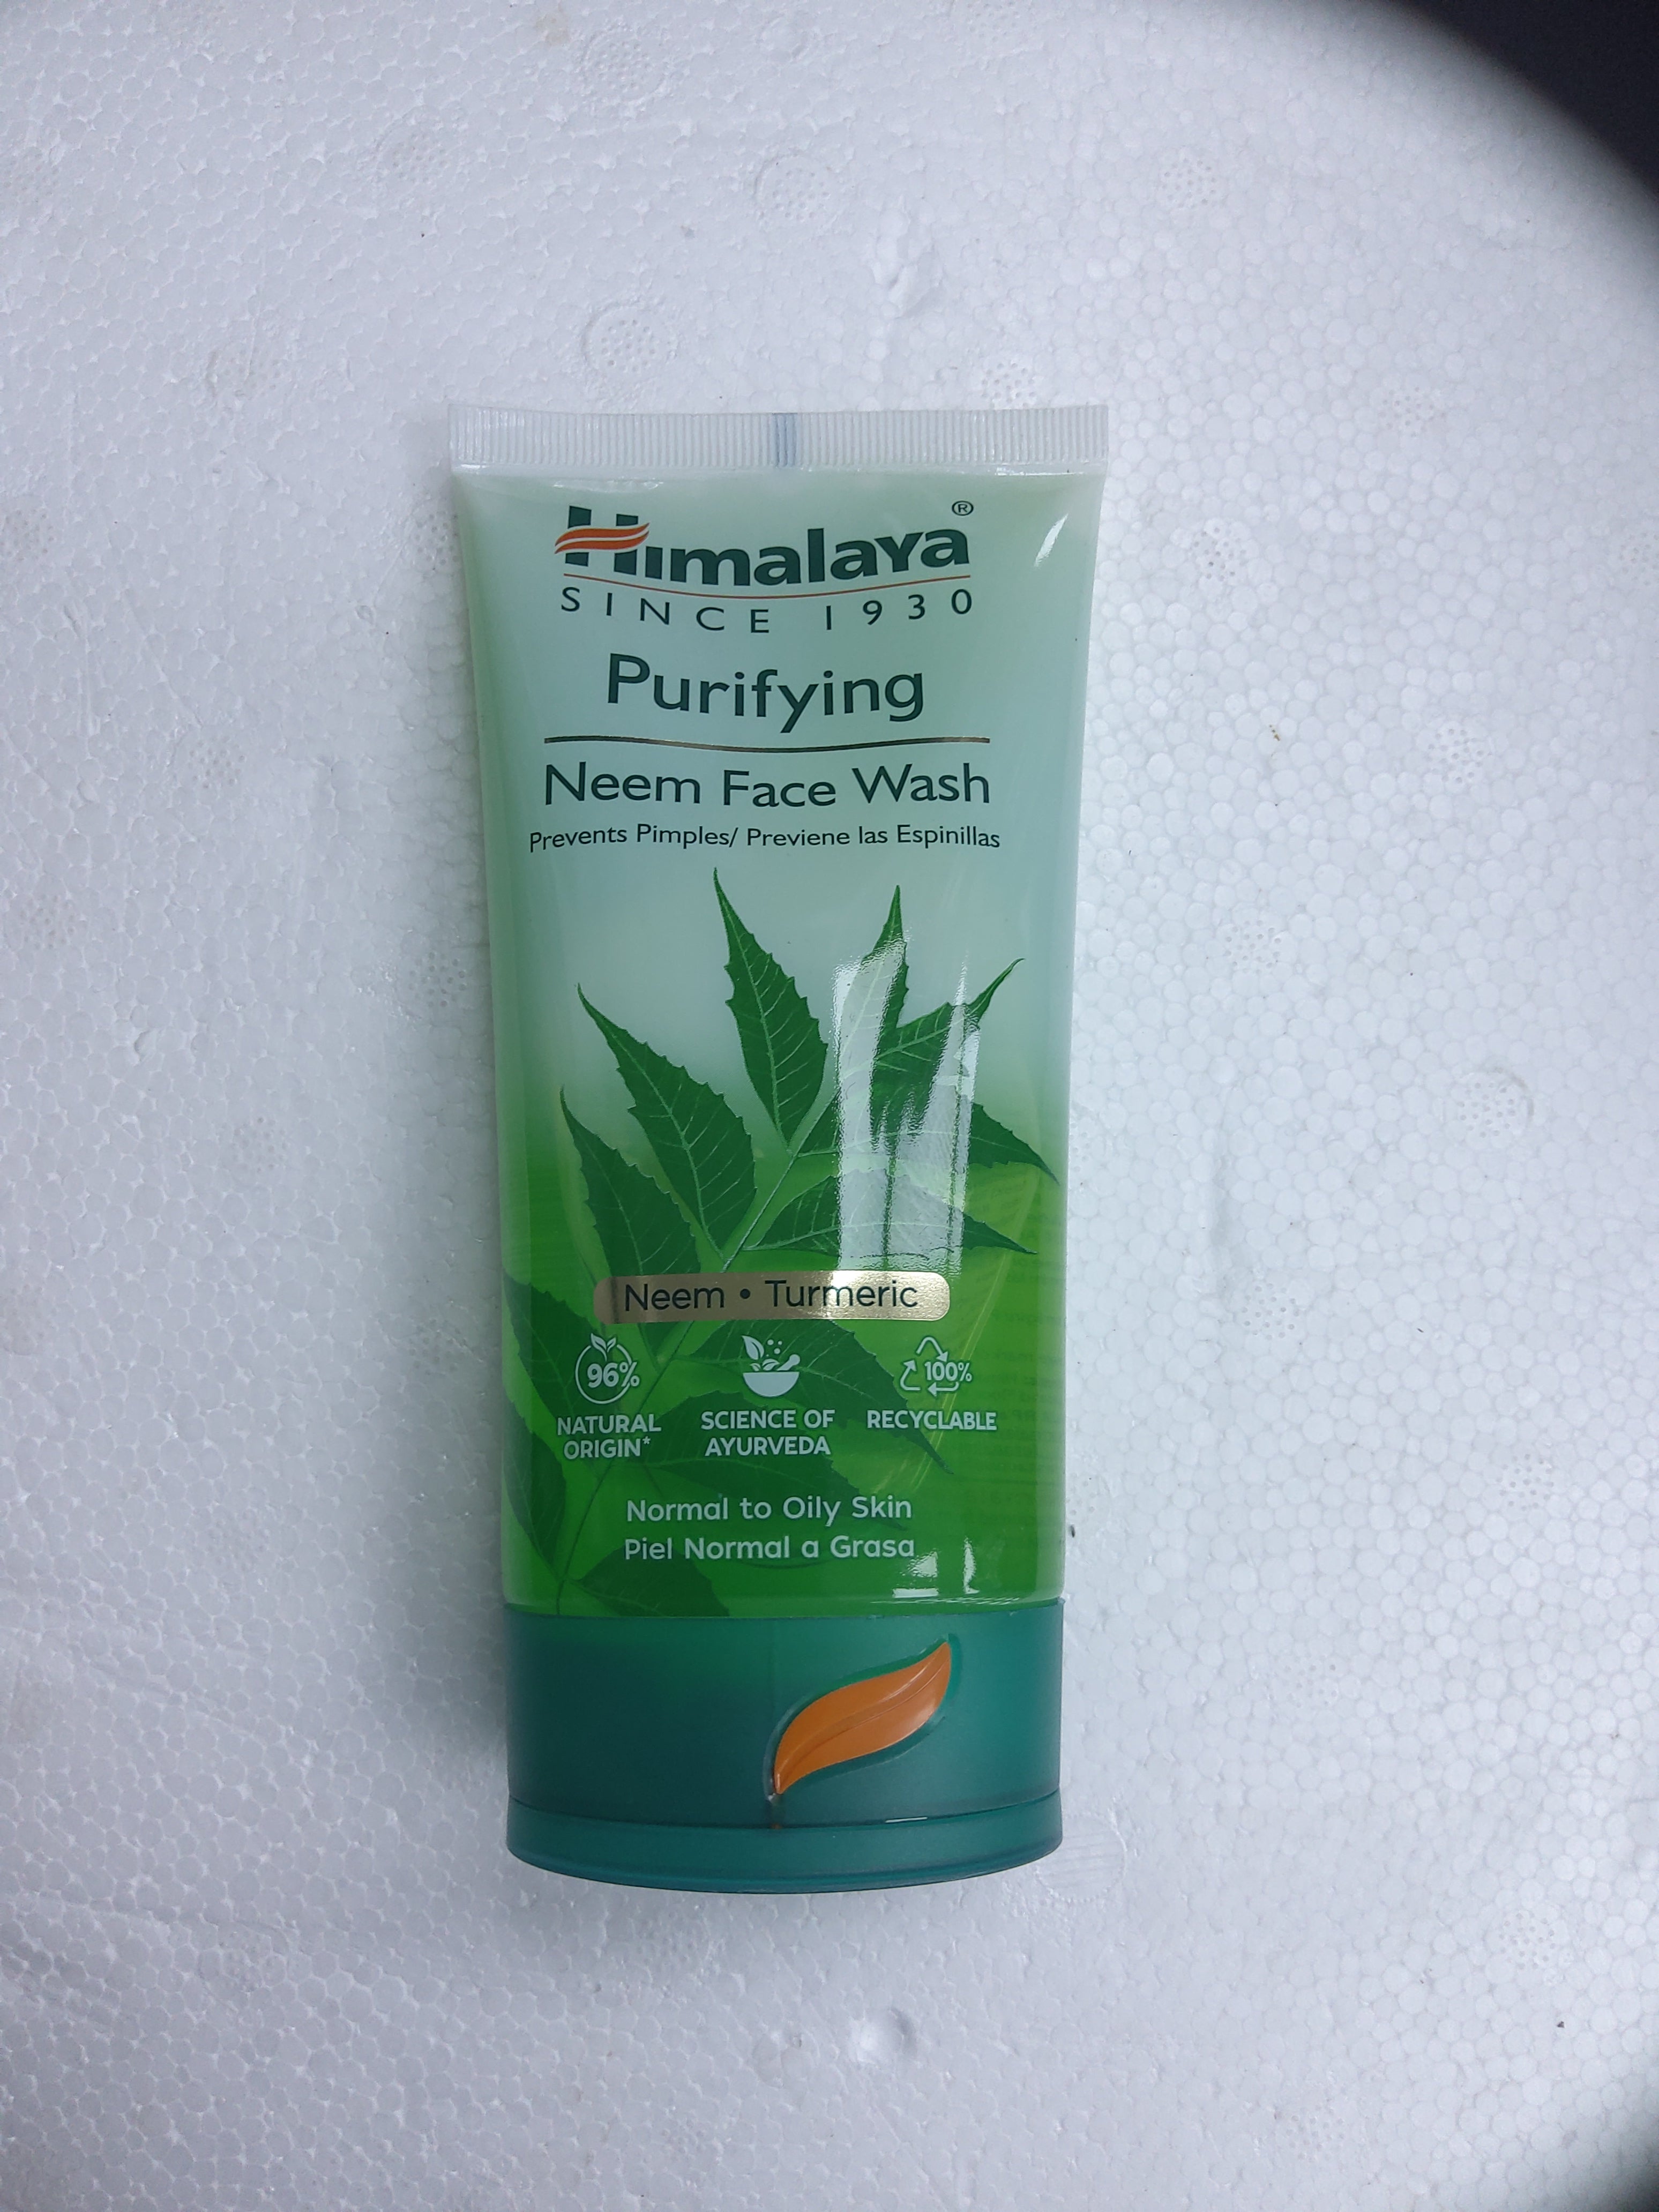 Himalaya®
SINCE 1930
Purifying
Neem Face Wash
Prevents Pimples/ Previene las Espinillas
Neem • Turmeric
96%
NATURAL
ORIGIN*
SCIENCE OF
AYURVEDA
100%
RECYCLABLE
Normal to Oily Skin
Piel Normal a Grasa